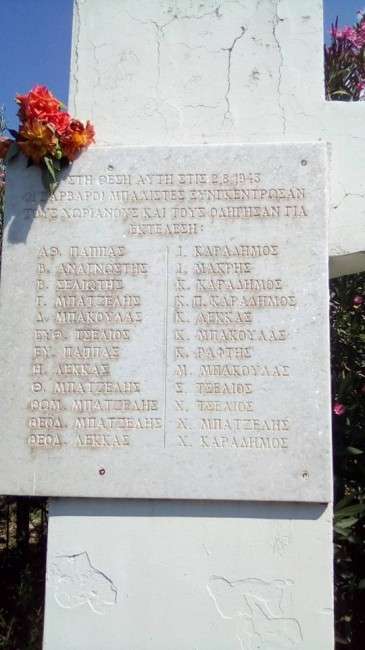 ΣΤΗ ΘΕΣΗ ΑΥΤΗ ΣΤΙΣ 2.8.1943
ΟΙ ΒΑΡΒΑΡΟΙ ΜΠΑΛΙΣΤΕΣ ΣΥΝΓΚΕΝΤΡΩΣΑΝ
ΤΟΥΣ ΧΩΡΙΑΝΟΥΣ ΚΑΙ ΤΟΥΣ ΟΔΗΓΗΣΑΝ ΓΙΑ
ΕΚΤΕΛΕΣΗ:
ΑΘ. ΠΑΠΠΑΣ
Β. ΑΝΑΓΝΩΣΤΗΣ
Β. ΣΕΛΙΩΤΗΣ
Γ. ΜΠΑΤΖΕΛΗΣ
Δ. ΜΠΑΚΟΥΛΑΣ
ΕΥΘ. ΤΣΕΛΙΟΣ
ΕΥ. ΠΑΠΠΑΣ
Η. ΛΕΚΚΑΣ
Θ. ΜΠΑΤΖΕΛΗΣ
ΘΩΜ. ΜΠΑΤΖΕΛΗΣ
ΘΕΟΔ. ΜΠΑΤΖΕΛΗΣ
ΘΕΟΔ. ΛΕΚΚΑΣ
Ι. ΚΑΡΑΔΗΜΟΣ
Ι. ΜΑΚΡΗΣ
Κ. ΚΑΡΑΔΗΜΟΣ
Κ. Π. ΚΑΡΑΔΗΜΟΣ
Κ. ΛΕΚΚΑΣ
Κ. ΜΠΑΚΟΥΛΑΣ
Κ. ΡΑΦΤΗΣ
Μ. ΜΠΑΚΟΥΛΑΣ
Σ. ΤΣΕΛΙΟΣ
Χ. ΤΣΕΛΙΟΣ
Χ. ΜΠΑΤΖΕΛΗΣ
Χ. ΚΑΡΑΔΗΜΟΣ